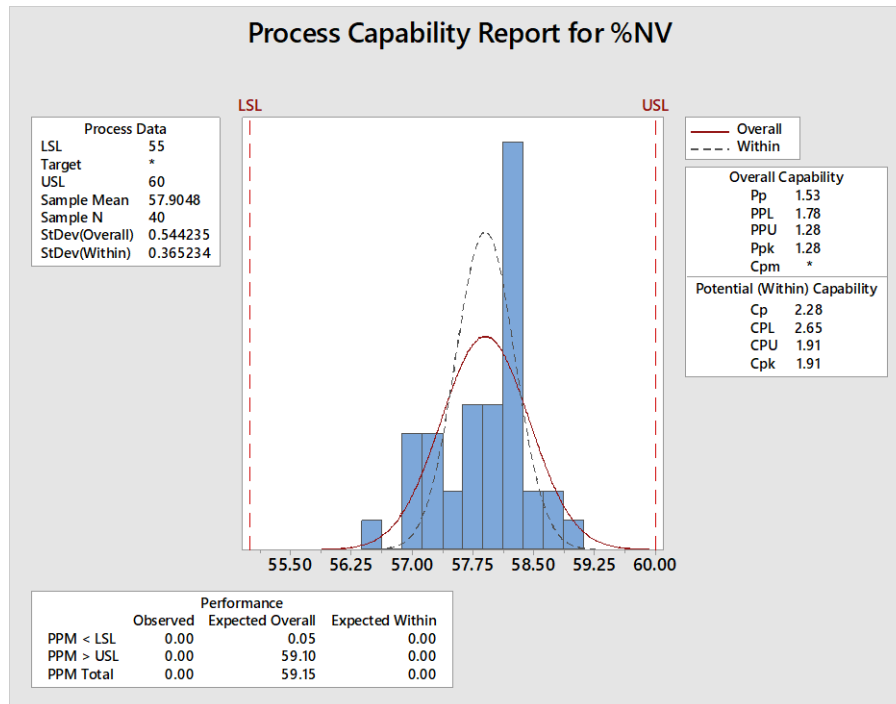 Process Capability Report for %NV
LSL USL
Process Data
LSL 55
Target *
USL 60
Sample Mean 57.9048
Sample N 40
StDev(Overall) 0.544235
StDev(Within) 0.365234
Overall
Within
Overall Capability
Pp 1.53
PPL 1.78
PPU 1.28
Ppk 1.28
Cpm *
Potential (Within) Capability
Cp 2.28
CPL 2.65
CPU 1.91
Cpk 1.91
55.50 56.25 57.00 57.75 58.50 59.25 60.00
Performance
Observed Expected Overall Expected Within
PPM < LSL 0.00 0.05 0.00
PPM > USL 0.00 59.10 0.00
PPM Total 0.00 59.15 0.00